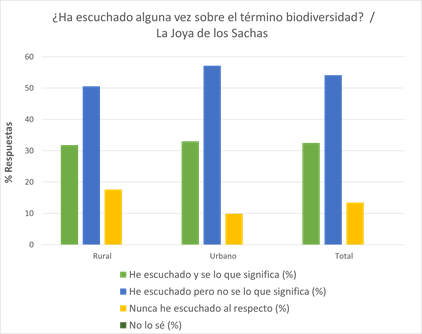 ¿Ha escuchado alguna vez sobre el término biodiversidad? /
La Joya de los Sachas
60
50
40
30
20
10
0
% Respuestas
Rural
Urbano
Total
He escuchado y se lo que significa (%)
He escuchado pero no se lo que significa (%)
Nunca he escuchado al respecto (%)
No lo sé (%)